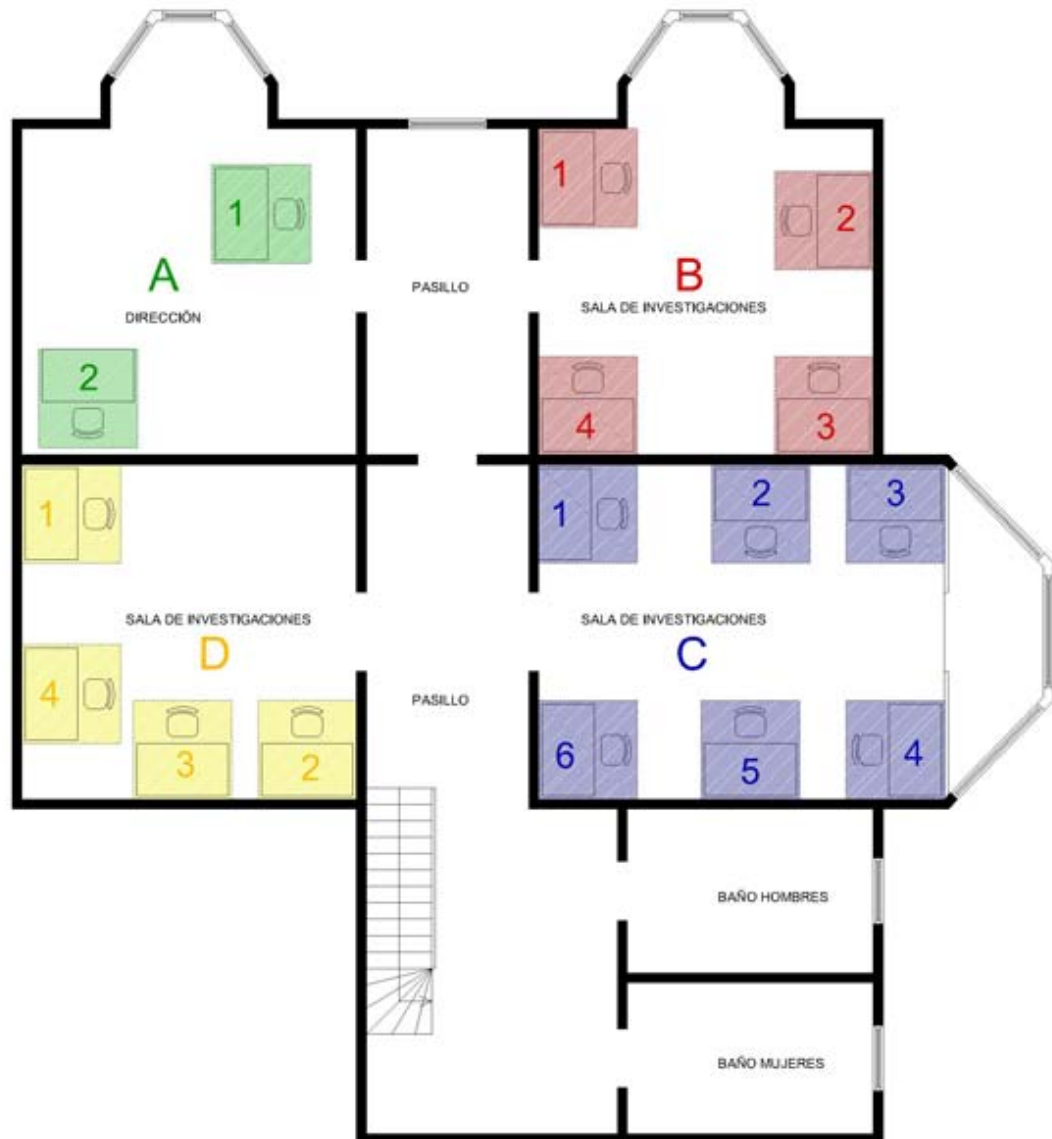 1
1
2
A
DIRECCIÓN
PASILLO
B
SALA DE INVESTIGACIONES
2
4
3
1
1
2
3
SALA DE INVESTIGACIONES
D
SALA DE INVESTIGACIONES
C
4
3
2
PASILLO
6
5
4
BAÑO HOMBRES
BAÑO MUJERES